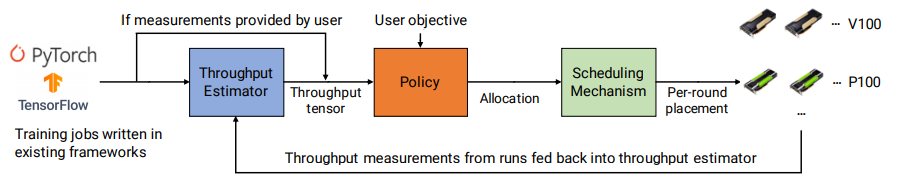 If measurements provided by user
User objective
... V100
PyTorch
TensorFlow
Throughput
Estimator
Throughput
tensor
Policy
Allocation
Scheduling
Mechanism
Per-round
placement
... P100
...
Training jobs written in
existing frameworks
Throughput measurements from runs fed back into throughput estimator